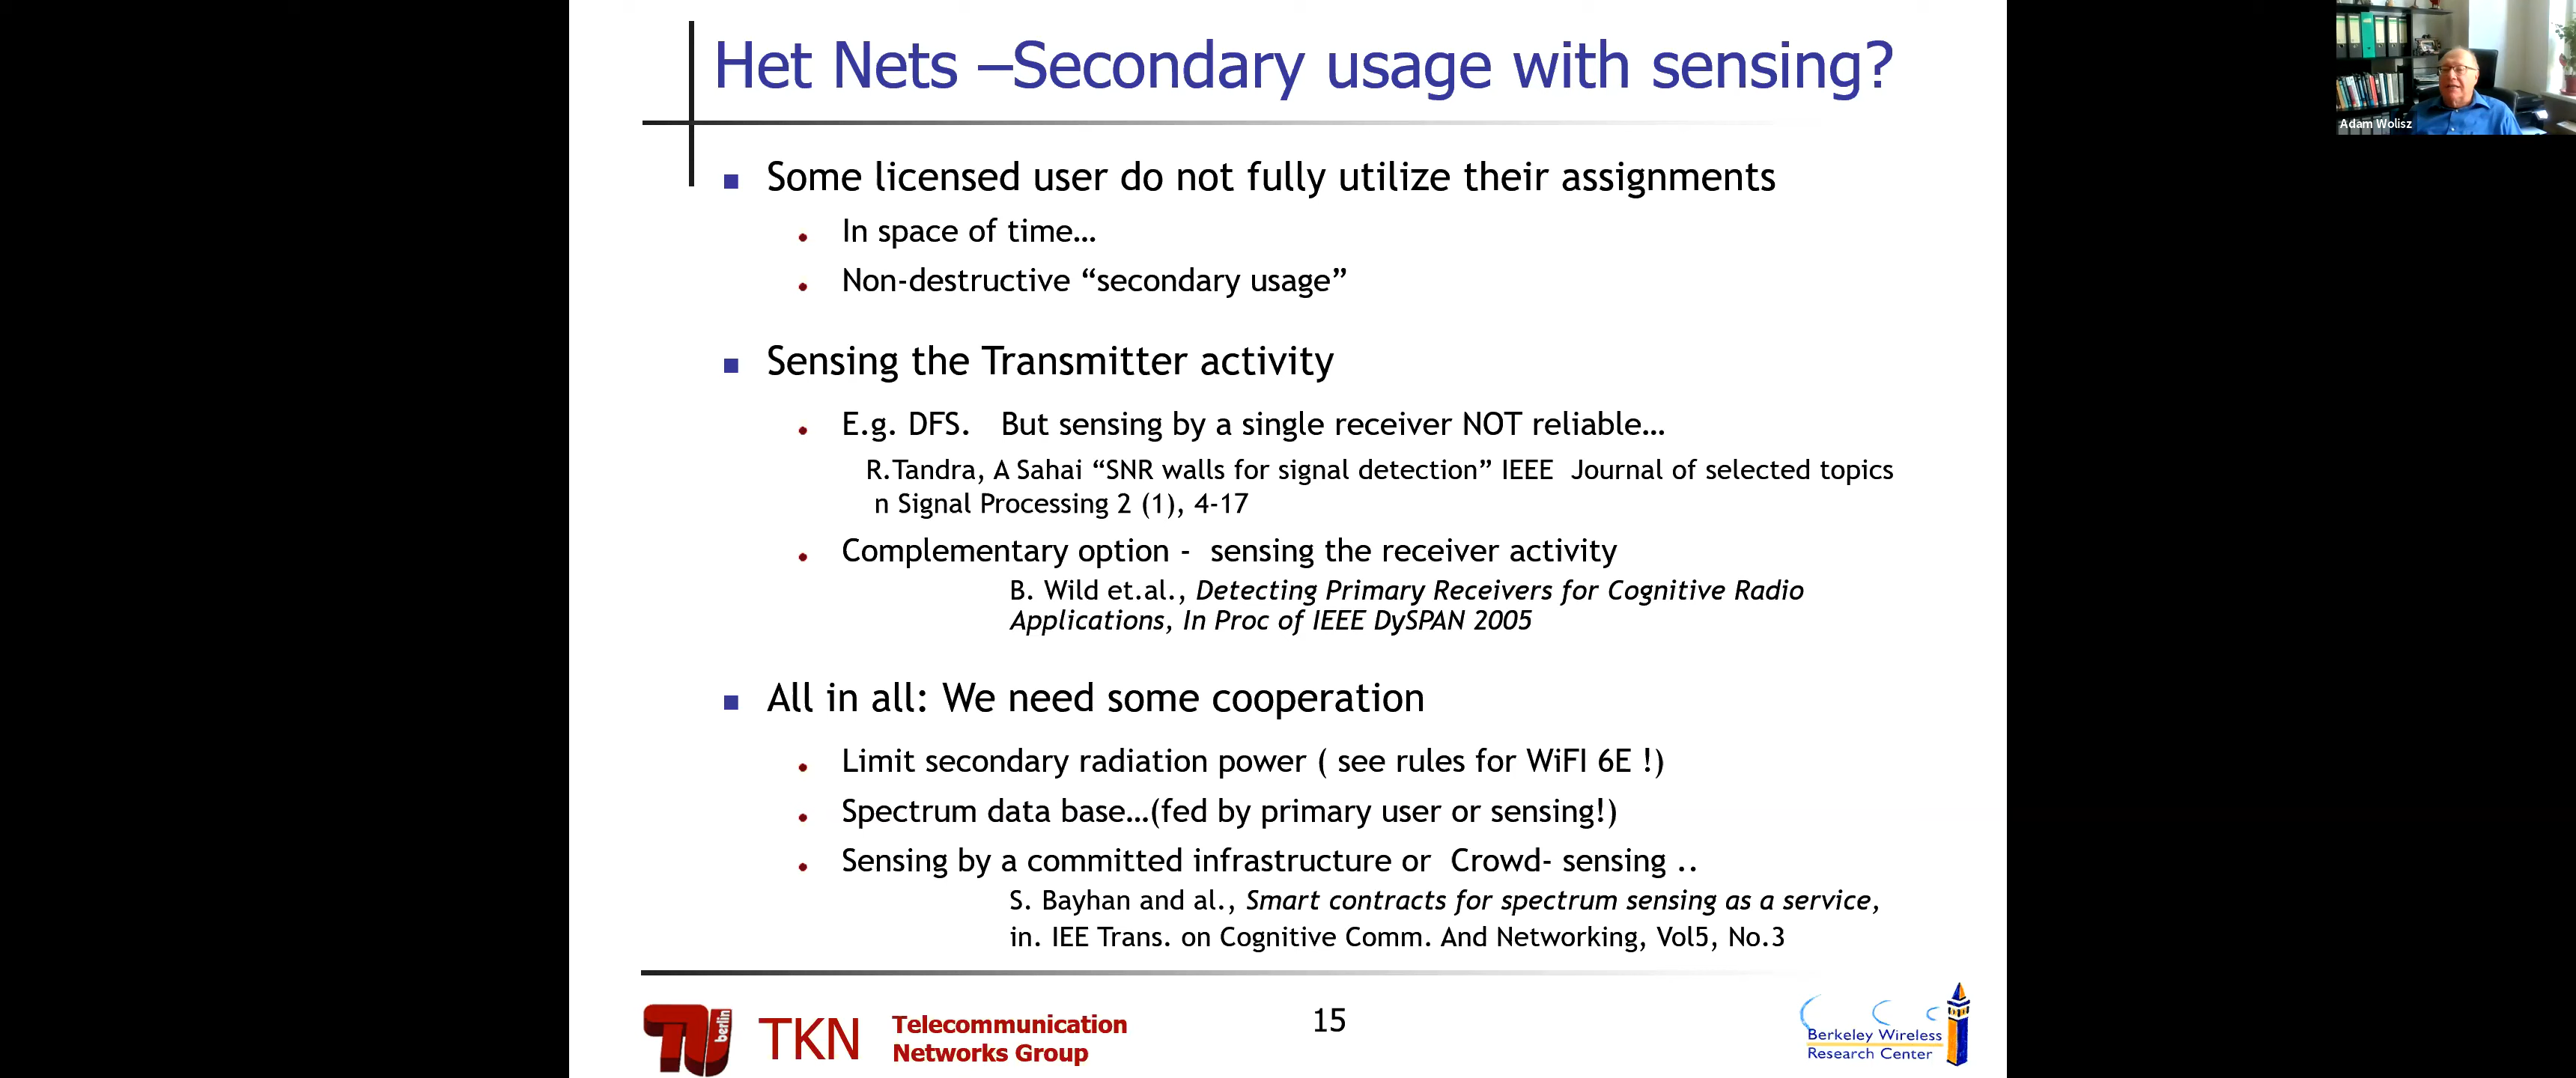 Het Nets –Secondary usage with sensing?
Adam Wolisz
Some licensed user do not fully utilize their assignments
In space of time…
Non-destructive “secondary usage”
Sensing the Transmitter activity
E.g. DFS. But sensing by a single receiver NOT reliable…
R.Tandra, A Sahai “SNR walls for signal detection” IEEE Journal of selected topics
n Signal Processing 2 (1), 4-17
Complementary option - sensing the receiver activity
B. Wild et.al., Detecting Primary Receivers for Cognitive Radio
Applications, In Proc of IEEE DySPAN 2005
All in all: We need some cooperation
Limit secondary radiation power ( see rules for WiFI 6E !)
Spectrum data base…(fed by primary user or sensing!)
Sensing by a committed infrastructure or Crowd- sensing ..
S. Bayhan and al., Smart contracts for spectrum sensing as a service,
in. IEE Trans. on Cognitive Comm. And Networking, Vol5, No.3
berlin
TKN
Telecommunication
Networks Group
15
Berkeley Wireless
Research Center